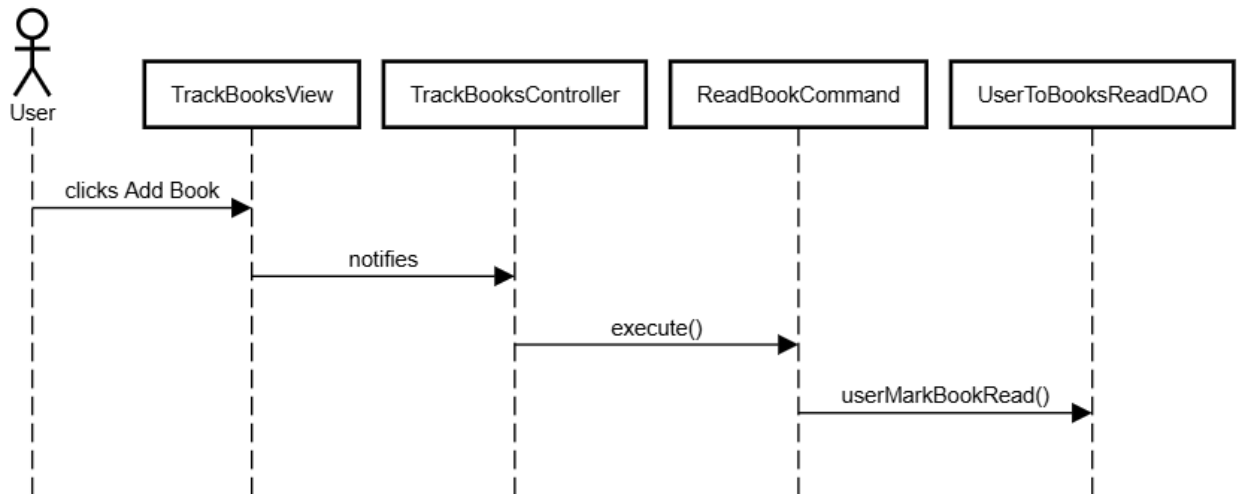 User
TrackBooksView
TrackBooksController
ReadBookCommand
UserToBooksReadDAO
clicks Add Book
notifies
execute()
userMarkBookRead()